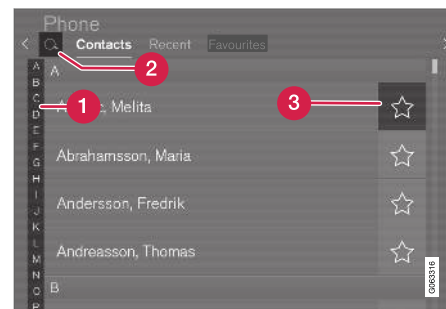 Phone
Contacts Recent Favourites
2
A
A
B
C
D
E
F
G
H
I
J
K
L
M
N
O
P
1
Melita
3
Abrahamsson, Maria
Andersson, Fredrik
Andreasson, Thomas
B
G063316